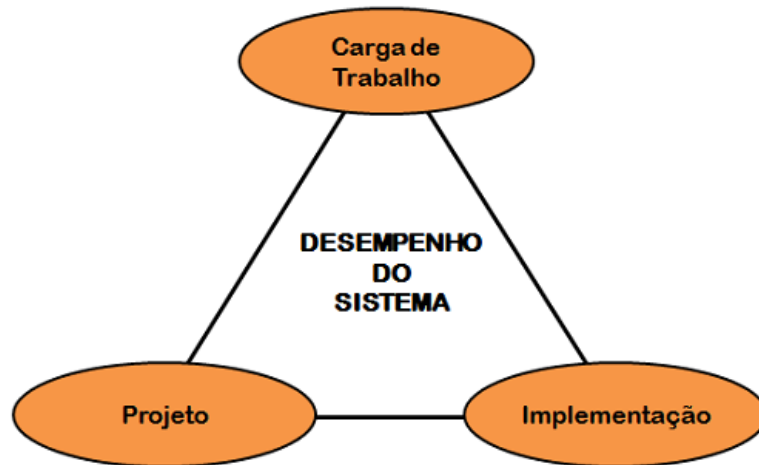 Carga de
Trabalho
DESEMPENHO
DO
SISTEMA
Projeto
Implementação